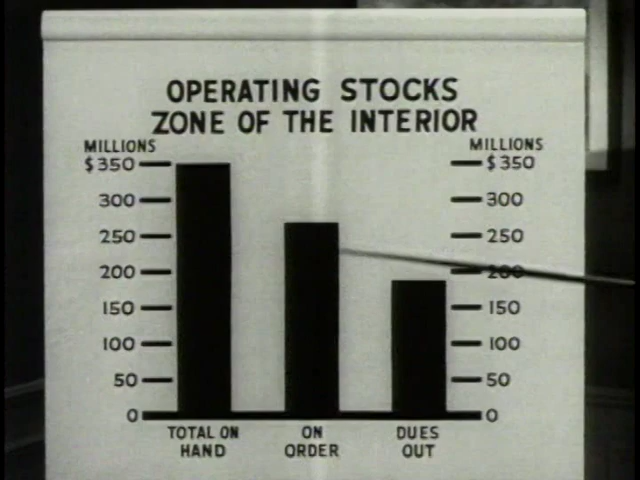 OPERATING STOCKS
ZONE OF THE INTERIOR
MILLIONS MILLIONS
$350 $350
300 300
250 250
200 200
150 150
100 100
50 50
0 0
TOTAL ON HAND
ON ORDER
DUES OUT